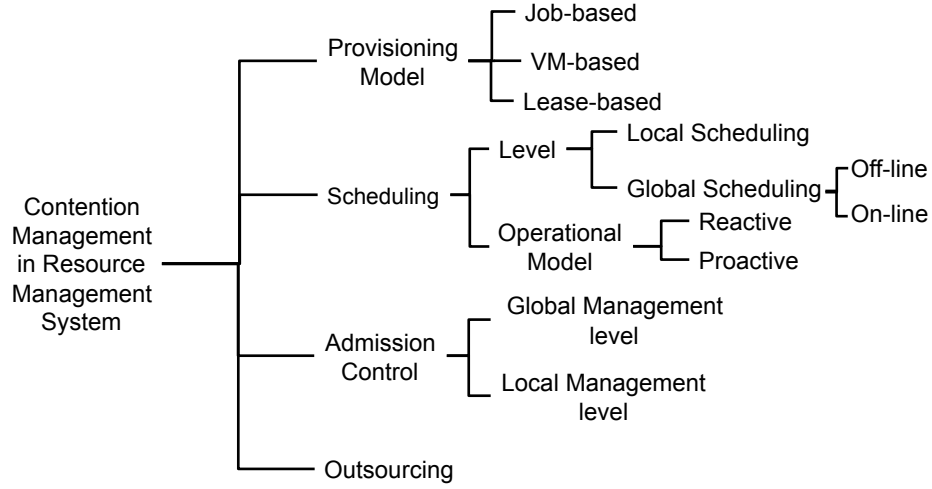 Contention
Management
in Resource
Management
System
Provisioning
Model
Job-based
VM-based
Lease-based
Scheduling
Level
Local Scheduling
Global Scheduling
Off-line
On-line
Operational
Model
Reactive
Proactive
Admission
Control
Global Management
level
Local Management
level
Outsourcing